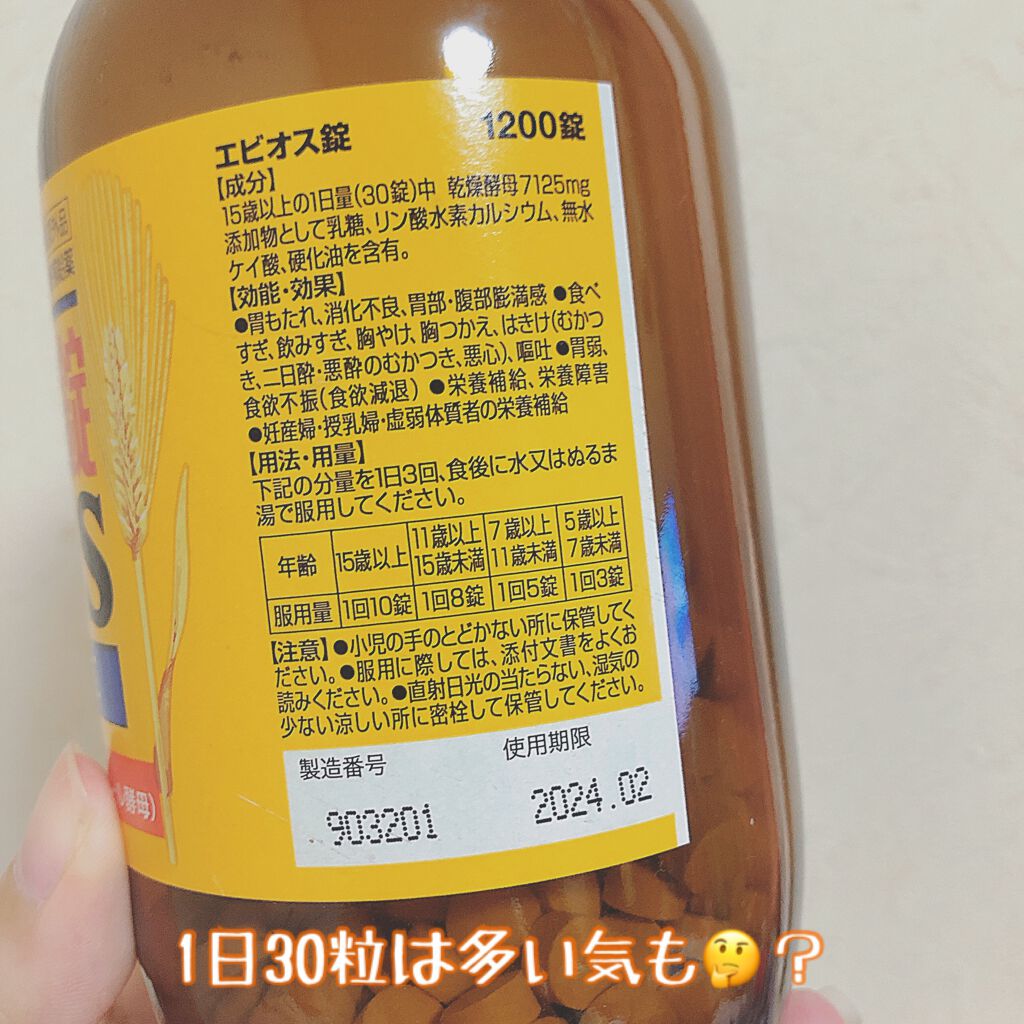 エビオス錠 1200錠
【成分】
15歳以上の1日量(30錠)中 乾燥酵母7125mg
添加物として乳糖、リン酸水素カルシウム、無水
ケイ酸、硬化油を含有。
【効能・効果】
●胃もたれ、消化不良、胃部・腹部膨満感 ●食べ
すぎ、飲みすぎ、胸やけ、胸つかえ、はきけ(むかつ
き、二日酔・悪酔のむかつき、悪心)、嘔吐 ●胃弱、
食欲不振(食欲減退) ●栄養補給、栄養障害
●妊産婦・授乳婦・虚弱体質者の栄養補給
【用法・用量】
下記の分量を1日3回、食後に水又はぬるま
湯で服用してください。
年齢 15歳以上 11歳以上15歳未満 7歳以上11歳未満 5歳以上7歳未満
服用量 1回10錠 1回8錠 1回5錠 1回3錠
【注意】●小児の手のとどかない所に保管してく
ださい。●服用に際しては、添付文書をよくお
読みください。●直射日光の当たらない、湿気の
少ない涼しい所に密栓して保管してください。
製造番号 使用期限
903201 2024.02
錠
S
酵母)
1日30粒は多い気も🤔？